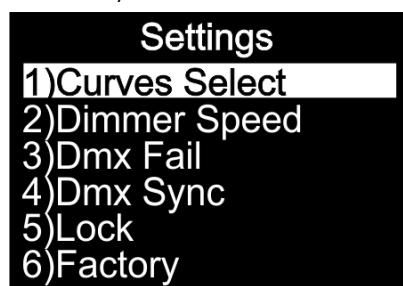 Settings
1)Curves Select
2)Dimmer Speed
3)Dmx Fail
4)Dmx Sync
5)Lock
6)Factory